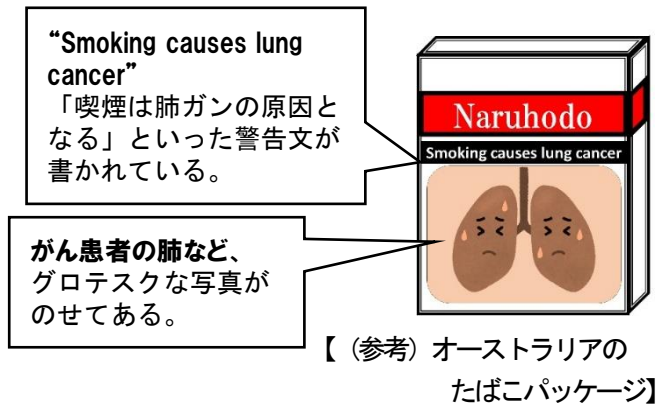 “Smoking causes lung
cancer”
「喫煙は肺ガンの原因と
なる」といった警告文が
書かれている。
Naruhodo
Smoking causes lung cancer
がん患者の肺など、
グロテスクな写真が
のせてある。
【（参考）オーストラリアの
たばこパッケージ】